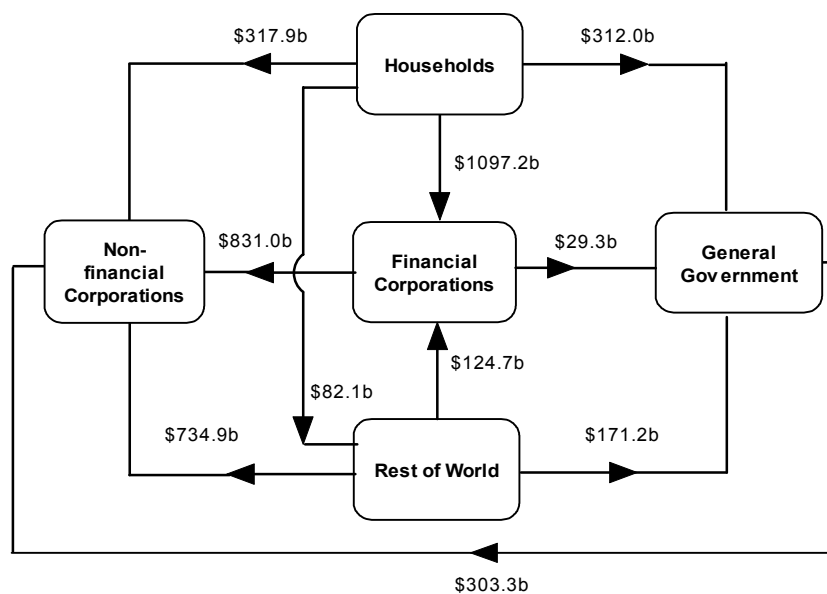 $317.9b
Households
$312.0b
$1097.2b
Non-
financial
Corporations
$831.0b
Financial
Corporations
$29.3b
General
Government
$82.1b
$124.7b
$734.9b
Rest of World
$171.2b
$303.3b